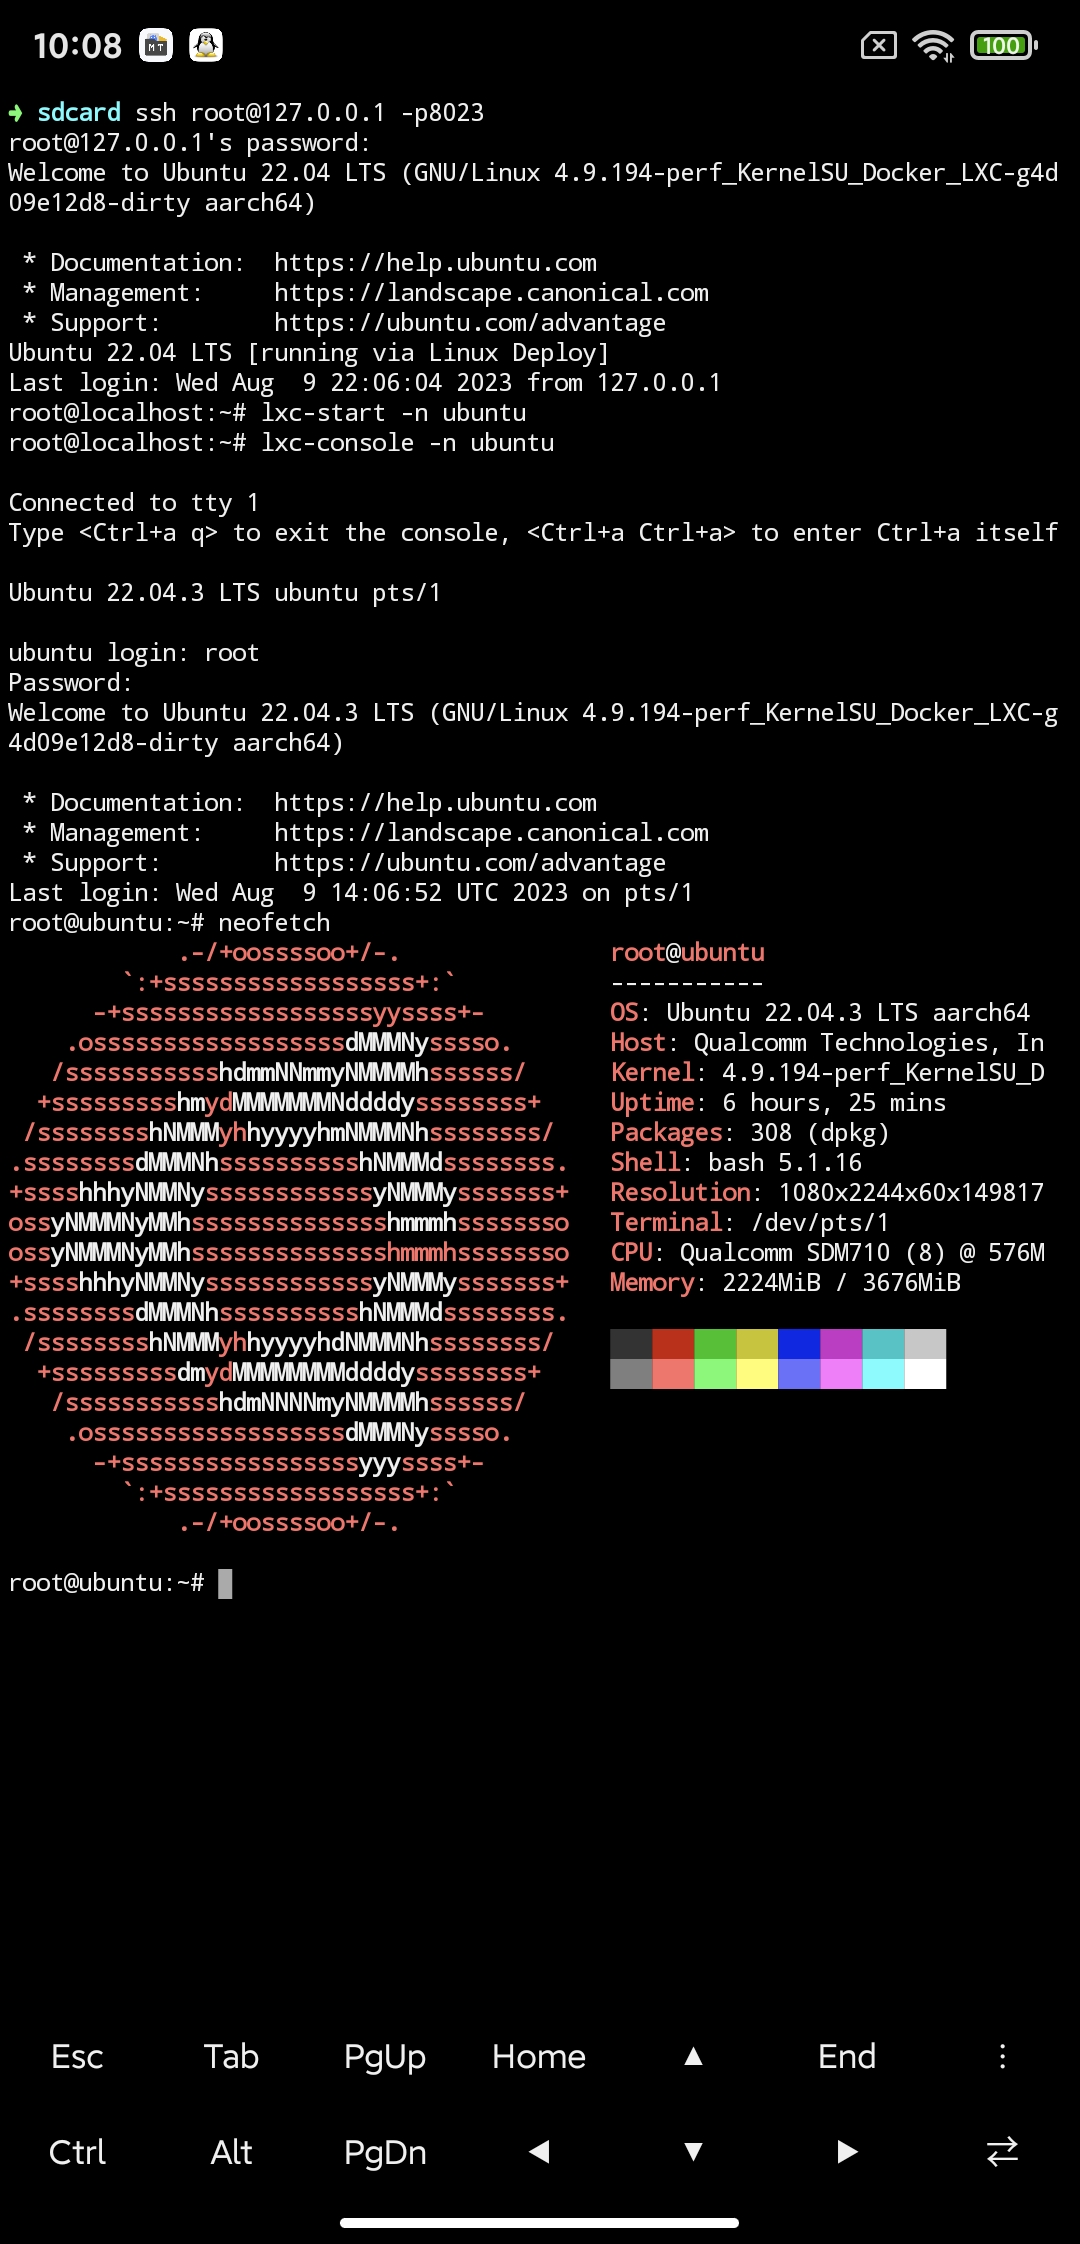 10:08 MT 100
➜ sdcard ssh root@127.0.0.1 -p8023
root@127.0.0.1's password:
Welcome to Ubuntu 22.04 LTS (GNU/Linux 4.9.194-perf_KernelSU_Docker_LXC-g4d
09e12d8-dirty aarch64)
 * Documentation:  https://help.ubuntu.com
 * Management:     https://landscape.canonical.com
 * Support:        https://ubuntu.com/advantage
Ubuntu 22.04 LTS [running via Linux Deploy]
Last login: Wed Aug  9 22:06:04 2023 from 127.0.0.1
root@localhost:~# lxc-start -n ubuntu
root@localhost:~# lxc-console -n ubuntu
Connected to tty 1
Type <Ctrl+a q> to exit the console, <Ctrl+a Ctrl+a> to enter Ctrl+a itself
Ubuntu 22.04.3 LTS ubuntu pts/1
ubuntu login: root
Password:
Welcome to Ubuntu 22.04.3 LTS (GNU/Linux 4.9.194-perf_KernelSU_Docker_LXC-g
4d09e12d8-dirty aarch64)
 * Documentation:  https://help.ubuntu.com
 * Management:     https://landscape.canonical.com
 * Support:        https://ubuntu.com/advantage
Last login: Wed Aug  9 14:06:52 UTC 2023 on pts/1
root@ubuntu:~# neofetch
            .-/+oossssoo+/-.               root@ubuntu
        `:+ssssssssssssssssss+:`           -----------
      -+ssssssssssssssssssyyssss+-         OS: Ubuntu 22.04.3 LTS aarch64
    .ossssssssssssssssssdMMMNysssso.       Host: Qualcomm Technologies, In
   /ssssssssssshdmmNNmmyNMMMMhssssss/      Kernel: 4.9.194-perf_KernelSU_D
  +ssssssssshmydMMMMMMMNddddyssssssss+     Uptime: 6 hours, 25 mins
 /sssssssshNMMMyhhyyyyhmNMMMNhssssssss/    Packages: 308 (dpkg)
.ssssssssdMMMNhsssssssssshNMMMdssssssss.   Shell: bash 5.1.16
+sssshhhyNMMNyssssssssssssyNMMMysssssss+   Resolution: 1080x2244x60x149817
ossyNMMMNyMMhsssssssssssssshmmmhssssssso   Terminal: /dev/pts/1
ossyNMMMNyMMhsssssssssssssshmmmhssssssso   CPU: Qualcomm SDM710 (8) @ 576M
+sssshhhyNMMNyssssssssssssyNMMMysssssss+   Memory: 2224MiB / 3676MiB
.ssssssssdMMMNhsssssssssshNMMMdssssssss.
 /sssssssshNMMMyhhyyyyhdNMMMNhssssssss/
  +sssssssssdmydMMMMMMMMddddyssssssss+
   /ssssssssssshdmNNNNmyNMMMMhssssss/
    .ossssssssssssssssssdMMMNysssso.
      -+sssssssssssssssssyyyssss+-
        `:+ssssssssssssssssss+:`
            .-/+oossssoo+/-.
root@ubuntu:~#
Esc Tab PgUp Home ▲ End ⋮
Ctrl Alt PgDn ◀ ▼ ▶ ⇄